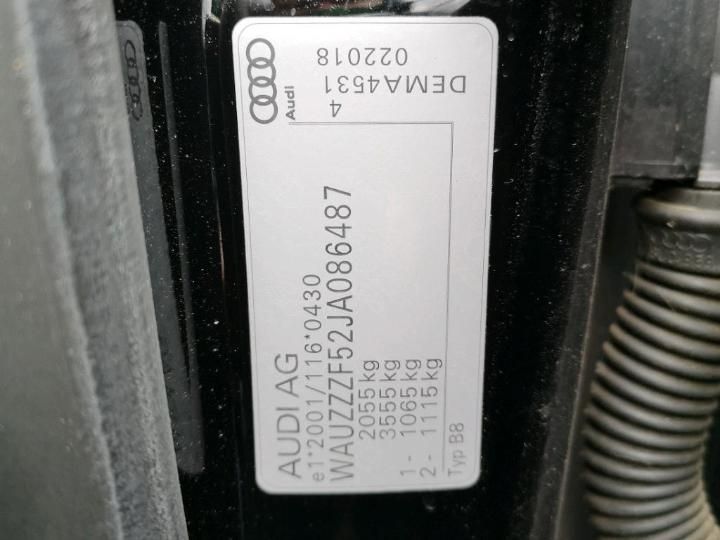 AUDI AG
e1*2001/116*0430
WAUZZZF52JA086487
2055 kg
3555 kg
1- 1065 kg
2- 1115 kg
Typ B8
Audi
4
DEMA4531
022018